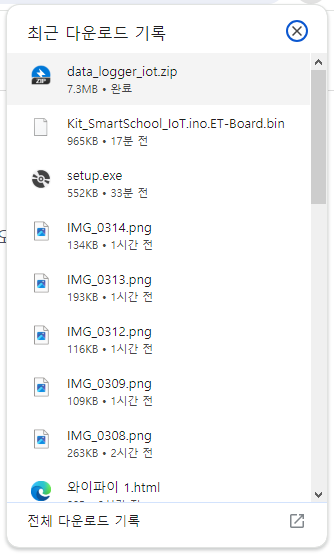 최근 다운로드 기록
data_logger_iot.zip
ZIP
7.3MB • 완료
Kit_SmartSchool_IoT.ino.ET-Board.bin
965KB • 17분 전
setup.exe
552KB • 33분 전
IMG_0314.png
134KB • 1시간 전
IMG_0313.png
193KB • 1시간 전
IMG_0312.png
116KB • 1시간 전
IMG_0309.png
109KB • 1시간 전
IMG_0308.png
263KB • 2시간 전
와이파이 1.html
전체 다운로드 기록